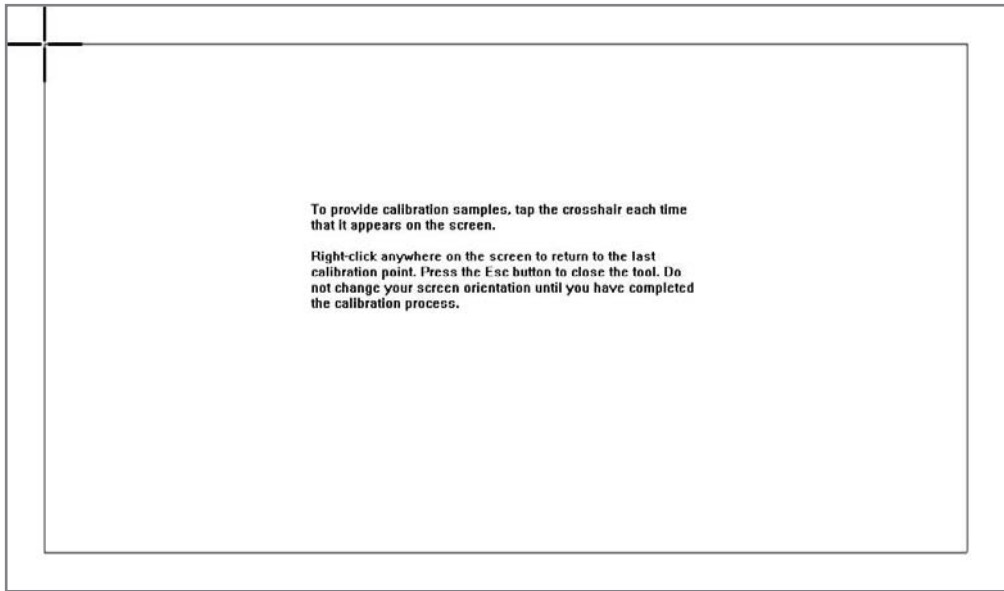 To provide calibration samples, tap the crosshair each time
that it appears on the screen.
Right-click anywhere on the screen to return to the last
calibration point. Press the Esc button to close the tool. Do
not change your screen orientation until you have completed
the calibration process.